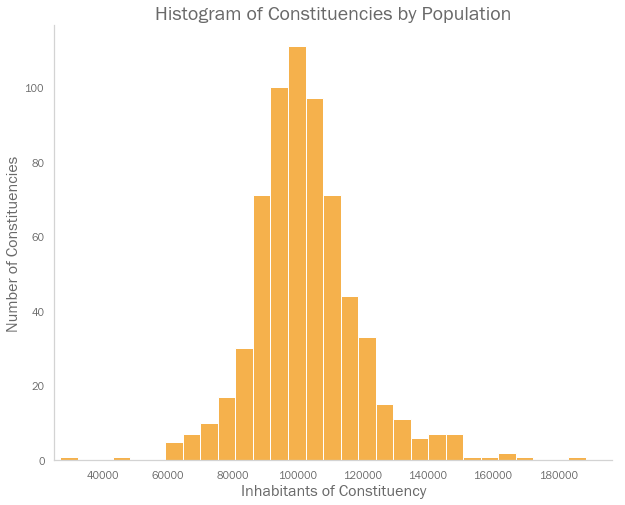 Histogram of Constituencies by Population
Number of Constituencies
100
80
60
40
20
0
40000 60000 80000 100000 120000 140000 160000 180000
Inhabitants of Constituency